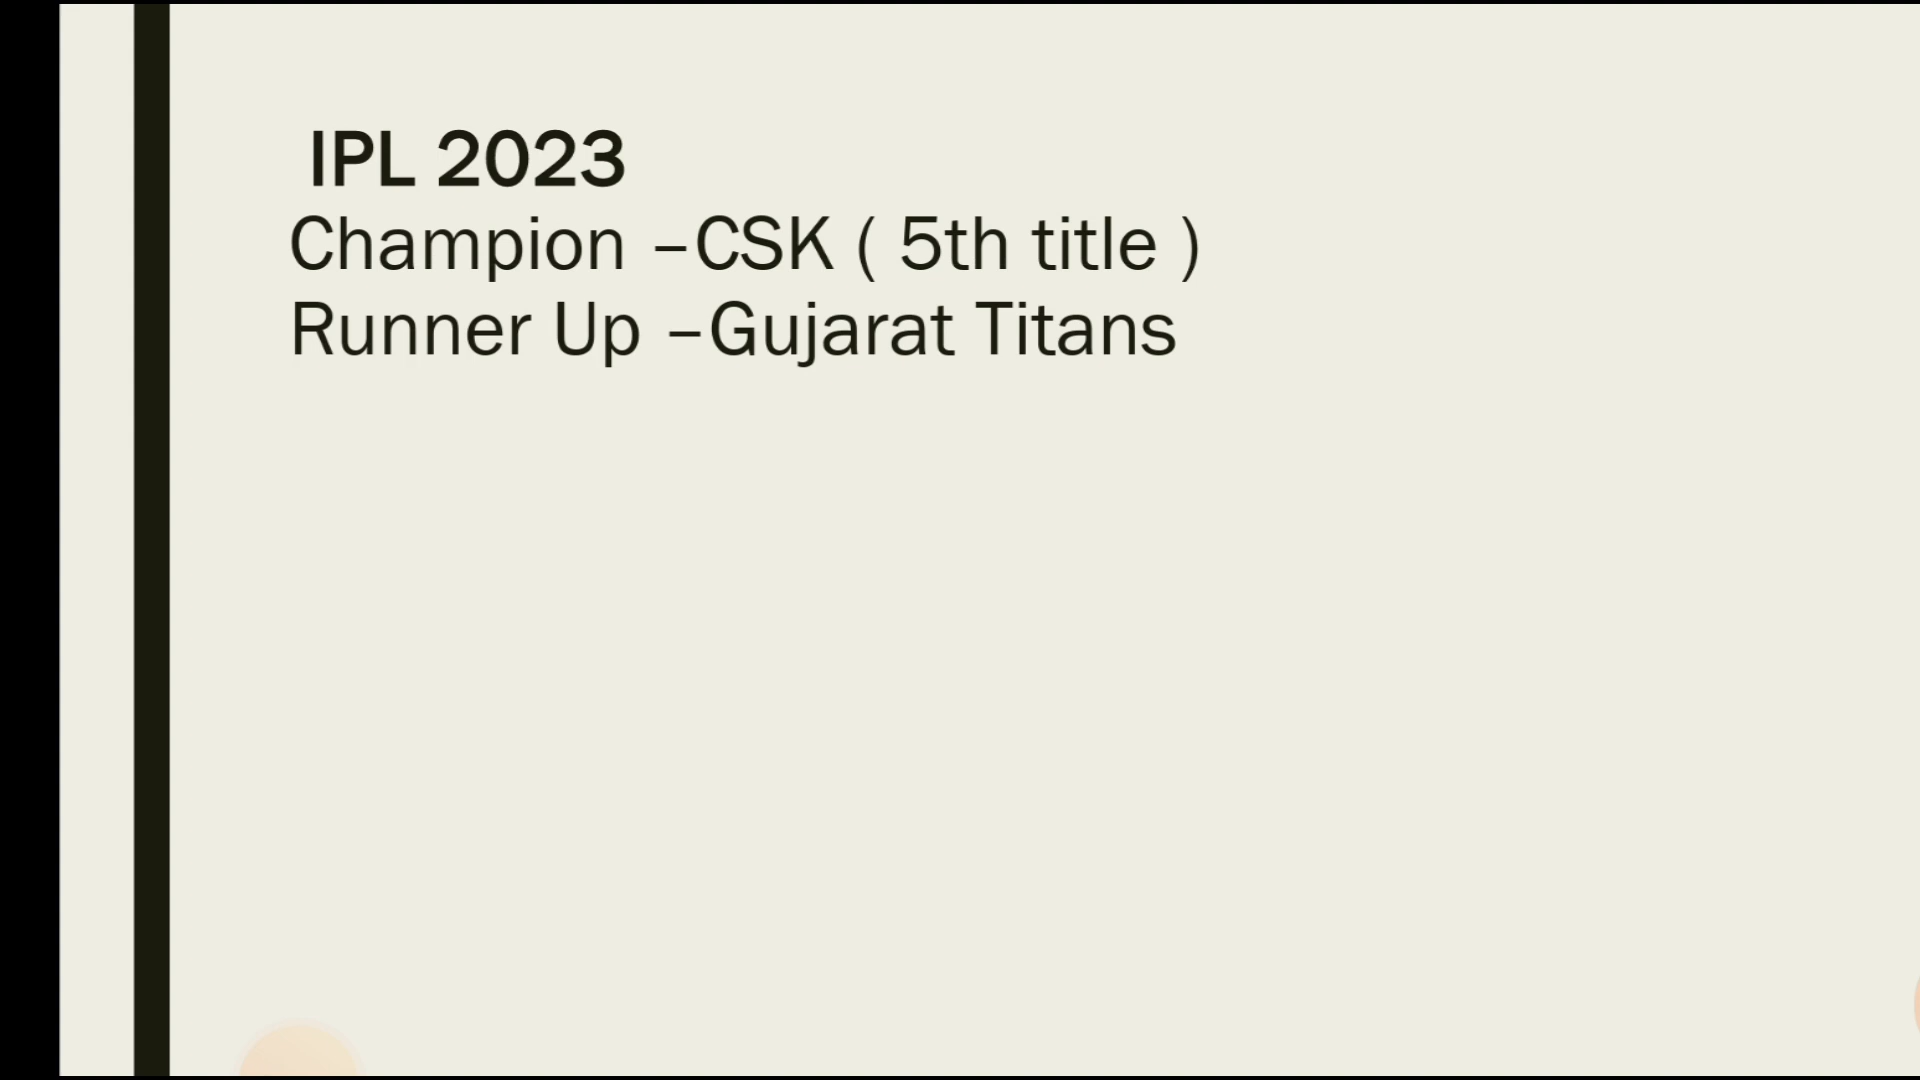 IPL 2023
Champion –CSK ( 5th title )
Runner Up –Gujarat Titans